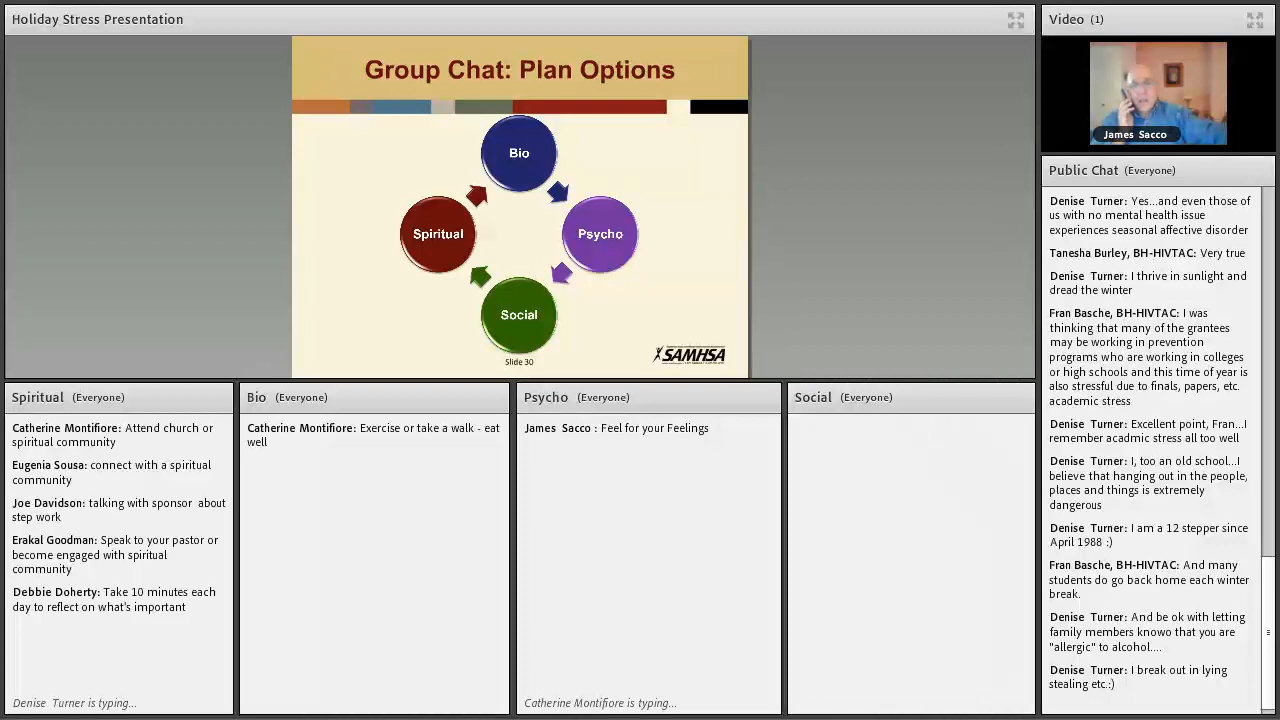 Holiday Stress Presentation
Group Chat: Plan Options
Bio
Spiritual
Psycho
Social
Slide 30
SAMHSA
Video (1)
James Sacco
Public Chat (Everyone)
Denise Turner: Yes...and even those of
us with no mental health issue
experiences seasonal affective disorder
Tanesha Burley, BH-HIVTAC: Very true
Denise Turner: I thrive in sunlight and
dread the winter
Fran Basche, BH-HIVTAC: I was
thinking that many of the grantees
may be working in prevention
programs who are working in colleges
or high schools and this time of year is
also stressful due to finals, papers, etc.
academic stress
Denise Turner: Excellent point, Fran...I
remember acadmic stress all too well
Denise Turner: I, too an old school...I
believe that hanging out in the people,
places and things is extremely
dangerous
Denise Turner: I am a 12 stepper since
April 1988 :)
Fran Basche, BH-HIVTAC: And many
students do go back home each winter
break.
Denise Turner: And be ok with letting
family members knowo that you are
"allergic" to alcohol....
Denise Turner: I break out in lying
stealing etc.:)
Spiritual (Everyone)
Catherine Montifiore: Attend church or
spiritual community
Eugenia Sousa: connect with a spiritual
community
Joe Davidson: talking with sponsor about
step work
Erakal Goodman: Speak to your pastor or
become engaged with spiritual
community
Debbie Doherty: Take 10 minutes each
day to reflect on what's important
Denise Turner is typing...
Bio (Everyone)
Catherine Montifiore: Exercise or take a walk - eat
well
Psycho (Everyone)
James Sacco : Feel for your Feelings
Catherine Montifiore is typing...
Social (Everyone)